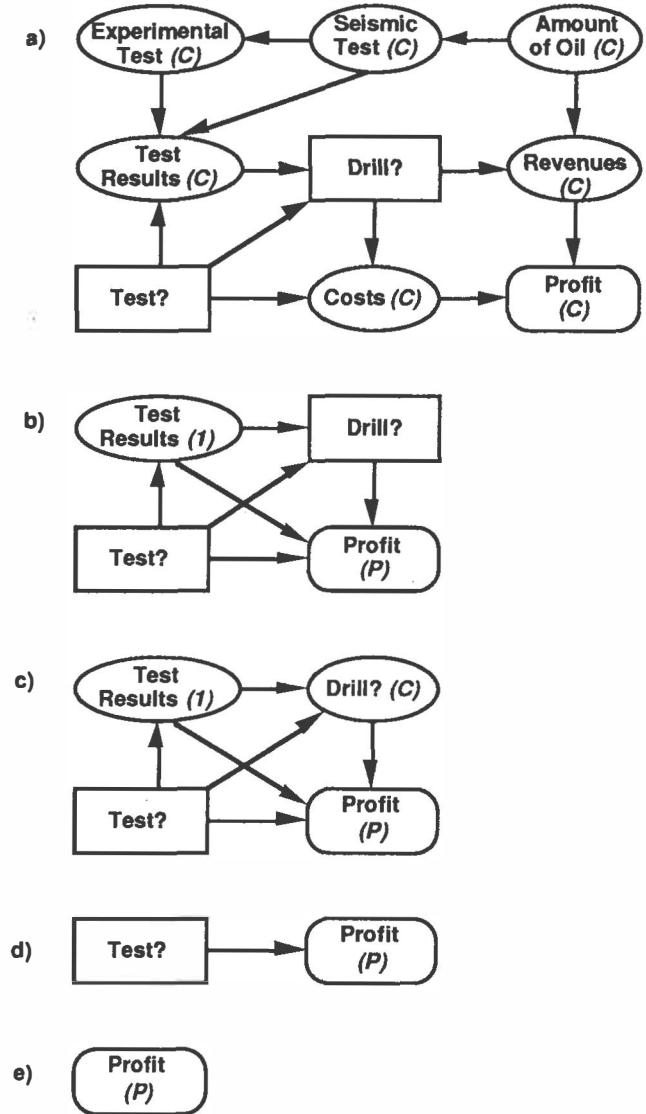 a)
Experimental
Test (C)
Seismic
Test (C)
Amount
of Oil (C)
Test
Results (C)
Drill?
Revenues
(C)
Test?
Costs (C)
Profit
(C)
b)
Test
Results (1)
Drill?
Test?
Profit
(P)
c)
Test
Results (1)
Drill? (C)
Test?
Profit
(P)
d)
Test?
Profit
(P)
e)
Profit
(P)